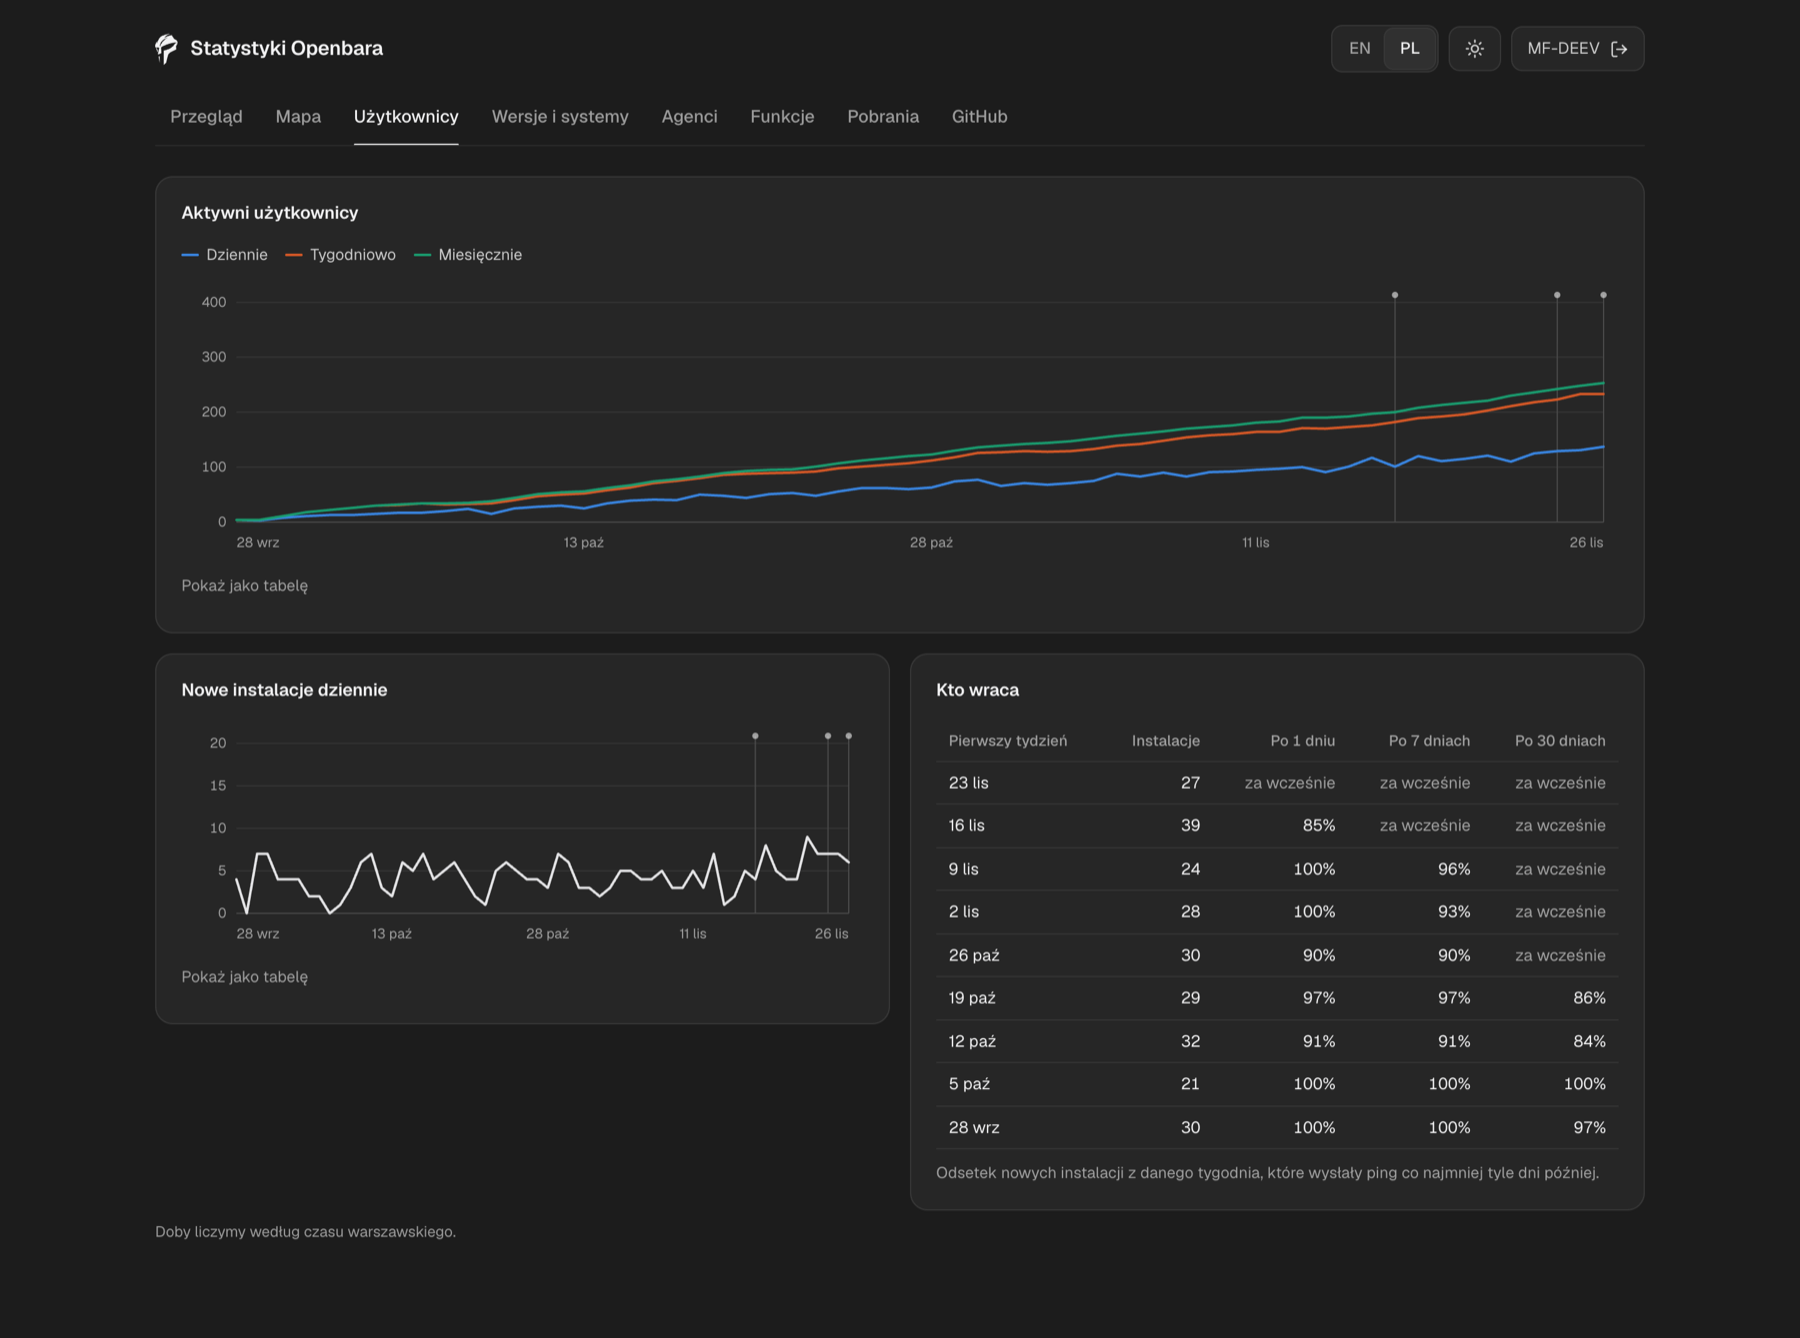 Statystyki Openbara
EN PL MF-DEEV
Przegląd Mapa Użytkownicy Wersje i systemy Agenci Funkcje Pobrania GitHub
Aktywni użytkownicy
Dziennie Tygodniowo Miesięcznie
400
300
200
100
0
28 wrz 13 paź 28 paź 11 lis 26 lis
Pokaż jako tabelę
Nowe instalacje dziennie
20
15
10
5
0
28 wrz 13 paź 28 paź 11 lis 26 lis
Pokaż jako tabelę
Kto wraca
Pierwszy tydzień Instalacje Po 1 dniu Po 7 dniach Po 30 dniach
23 lis 27 za wcześnie za wcześnie za wcześnie
16 lis 39 85% za wcześnie za wcześnie
9 lis 24 100% 96% za wcześnie
2 lis 28 100% 93% za wcześnie
26 paź 30 90% 90% za wcześnie
19 paź 29 97% 97% 86%
12 paź 32 91% 91% 84%
5 paź 21 100% 100% 100%
28 wrz 30 100% 100% 97%
Odsetek nowych instalacji z danego tygodnia, które wysłały ping co najmniej tyle dni później.
Doby liczymy według czasu warszawskiego.